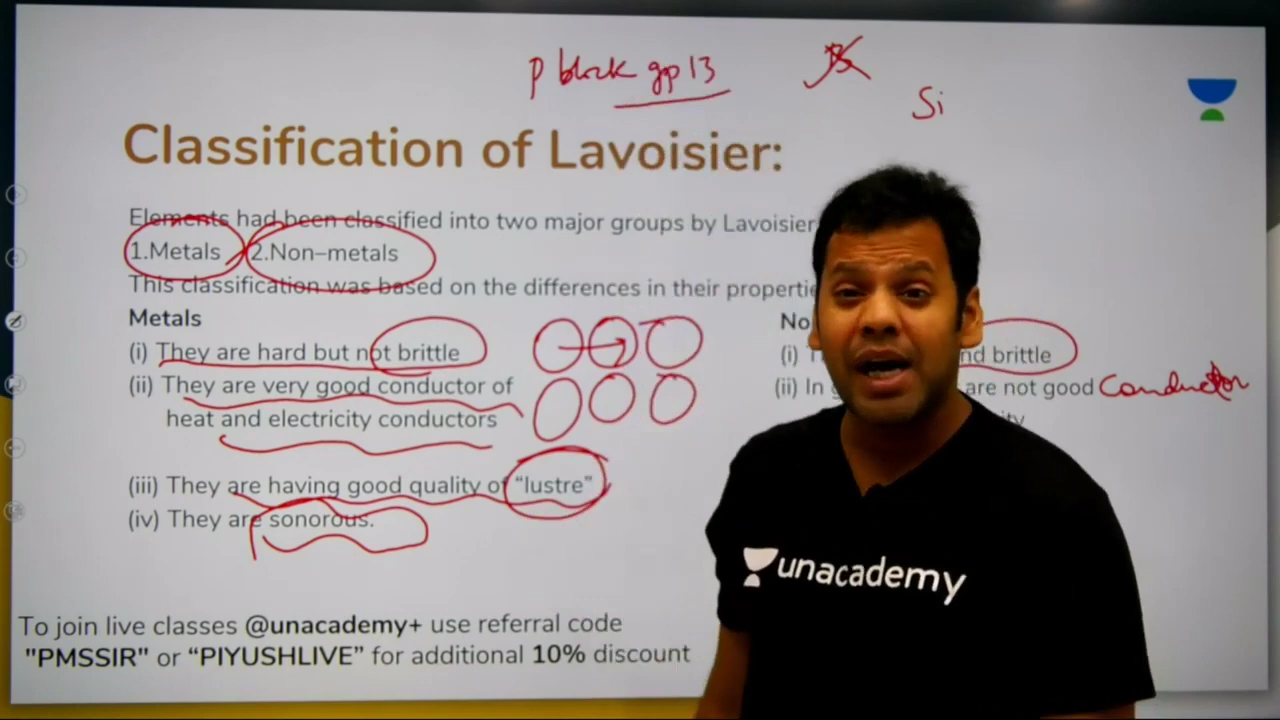 p block gp 13
B
Si
Classification of Lavoisier:
Elements had been classified into two major groups by Lavoisier
1.Metals 2.Non–metals
This classification was based on the differences in their properti
Metals
(i) They are hard but not brittle
(ii) They are very good conductor of
heat and electricity conductors
(iii) They are having good quality of “lustre”
(iv) They are sonorous.
No
(i) T nd brittle
(ii) In g are not good Conductor
ty
unacademy
To join live classes @unacademy+ use referral code
"PMSSIR" or “PIYUSHLIVE” for additional 10% discount